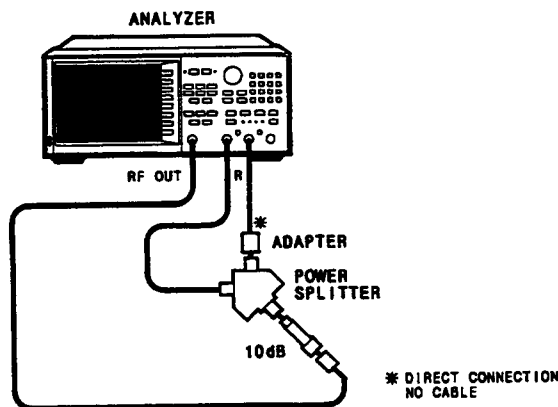 ANALYZER
RF OUT
R
*
ADAPTER
POWER
SPLITTER
10dB
* DIRECT CONNECTION
NO CABLE